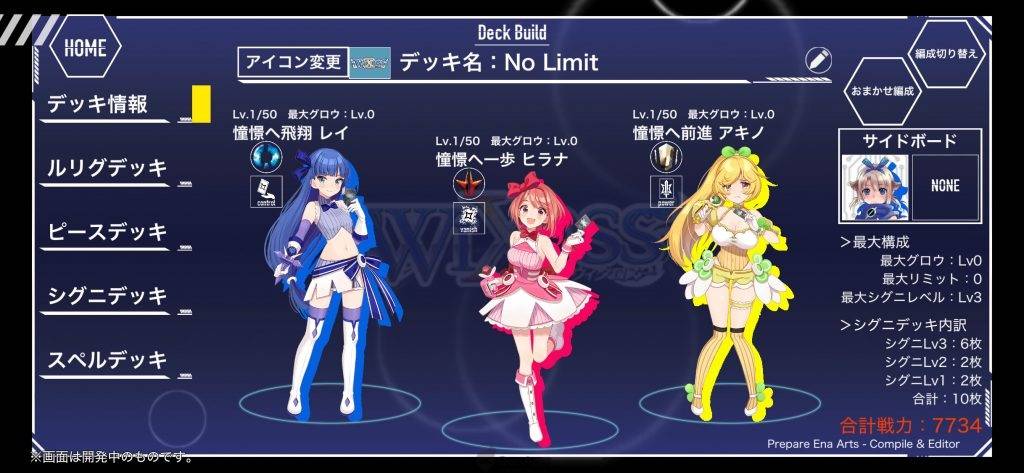 HOME
Deck Build
アイコン変更
WIXOSS
デッキ名：No Limit
編成切り替え
おまかせ編成
デッキ情報
ルリグデッキ
ピースデッキ
シグニデッキ
スペルデッキ
Lv.1/50 最大グロウ：Lv.0
憧憬へ飛翔 レイ
control
Lv.1/50 最大グロウ：Lv.0
憧憬へ一歩 ヒラナ
vanish
Lv.1/50 最大グロウ：Lv.0
憧憬へ前進 アキノ
power
WIXOSS
サイドボード
NONE
＞最大構成
最大グロウ：Lv0
最大リミット：0
最大シグニレベル：Lv3
＞シグニデッキ内訳
シグニLv3：6枚
シグニLv2：2枚
シグニLv1：2枚
合計：10枚
合計戦力：7734
Prepare Ena Arts - Compile & Editor
※画面は開発中のものです。